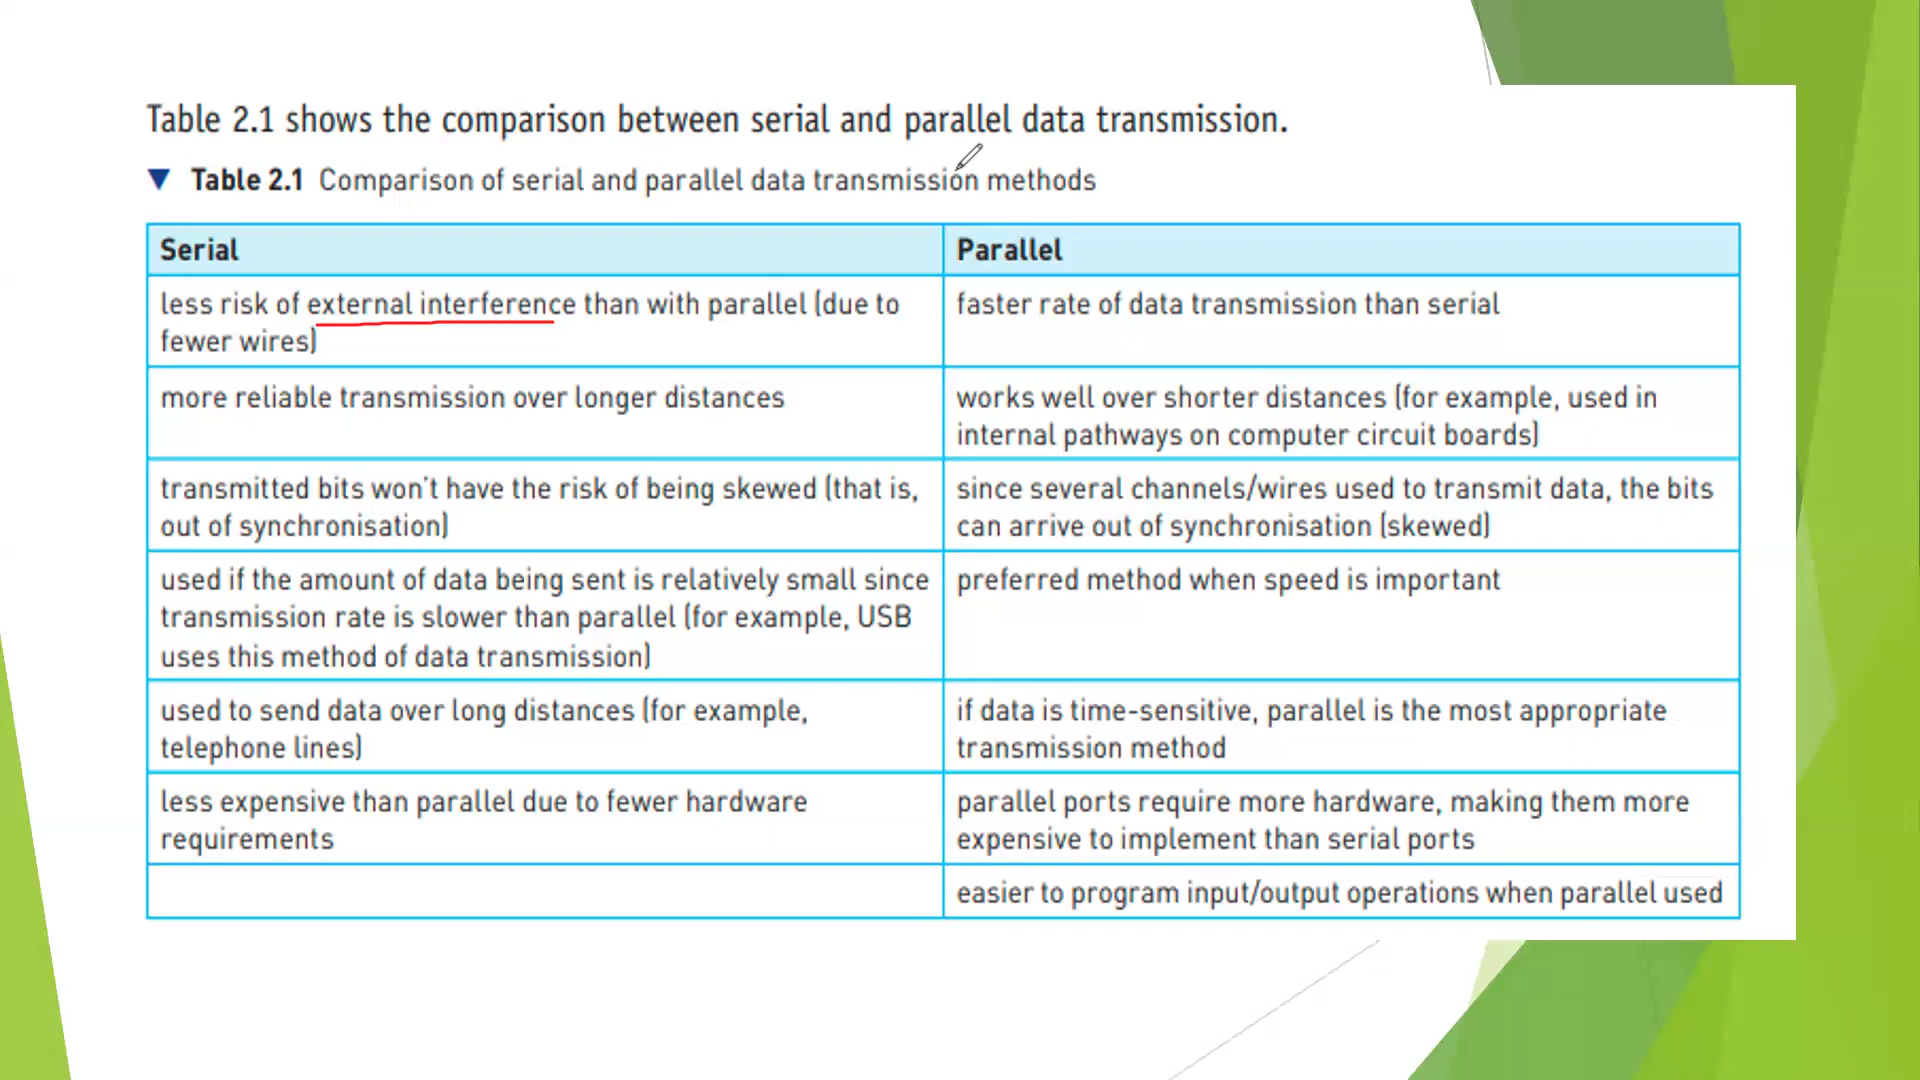 Table 2.1 shows the comparison between serial and parallel data transmission.
▼ Table 2.1 Comparison of serial and parallel data transmission methods
Serial
Parallel
less risk of external interference than with parallel (due to
fewer wires)
faster rate of data transmission than serial
more reliable transmission over longer distances
works well over shorter distances (for example, used in
internal pathways on computer circuit boards)
transmitted bits won't have the risk of being skewed (that is,
out of synchronisation)
since several channels/wires used to transmit data, the bits
can arrive out of synchronisation (skewed)
used if the amount of data being sent is relatively small since
transmission rate is slower than parallel (for example, USB
uses this method of data transmission)
preferred method when speed is important
used to send data over long distances (for example,
telephone lines)
if data is time-sensitive, parallel is the most appropriate
transmission method
less expensive than parallel due to fewer hardware
requirements
parallel ports require more hardware, making them more
expensive to implement than serial ports
easier to program input/output operations when parallel used